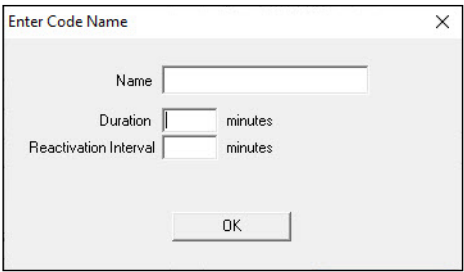 Enter Code Name
Name
Duration minutes
Reactivation Interval minutes
OK